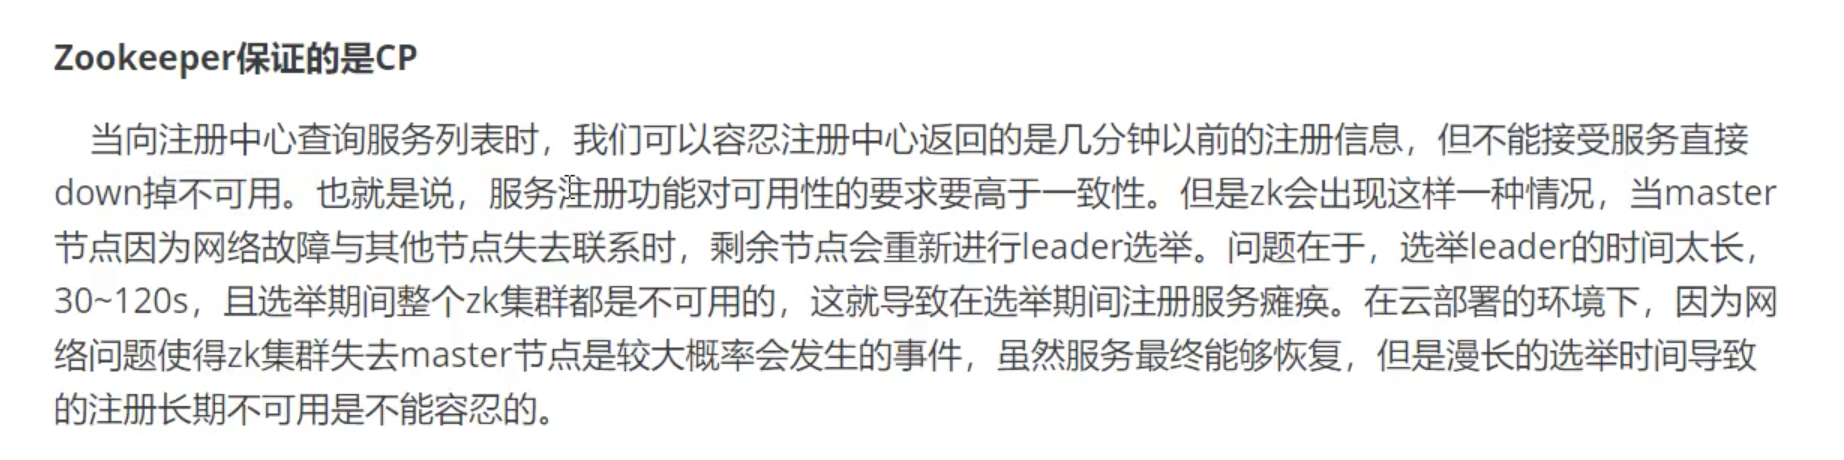 Zookeeper保证的是CP
当向注册中心查询服务列表时，我们可以容忍注册中心返回的是几分钟以前的注册信息，但不能接受服务直接
down掉不可用。也就是说，服务注册功能对可用性的要求要高于一致性。但是zk会出现这样一种情况，当master
节点因为网络故障与其他节点失去联系时，剩余节点会重新进行leader选举。问题在于，选举leader的时间太长，
30~120s，且选举期间整个zk集群都是不可用的，这就导致在选举期间注册服务瘫痪。在云部署的环境下，因为网
络问题使得zk集群失去master节点是较大概率会发生的事件，虽然服务最终能够恢复，但是漫长的选举时间导致
的注册长期不可用是不能容忍的。